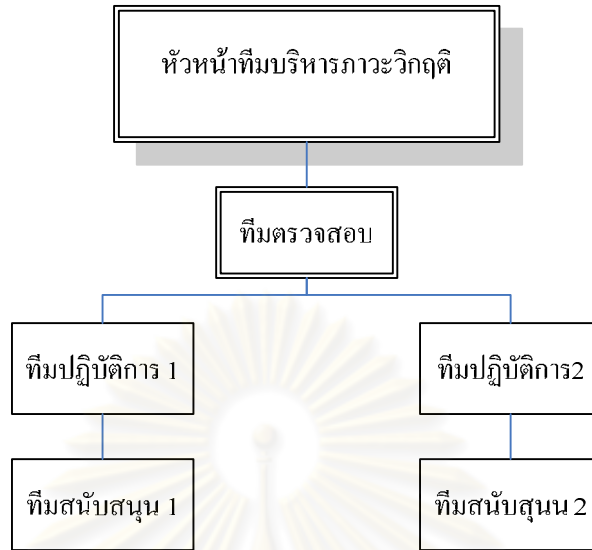 หัวหน้าทีมบริหารภาวะวิกฤติ
ทีมตรวจสอบ
ทีมปฏิบัติการ 1
ทีมปฏิบัติการ2
ทีมสนับสนุน 1
ทีมสนับสุนน 2